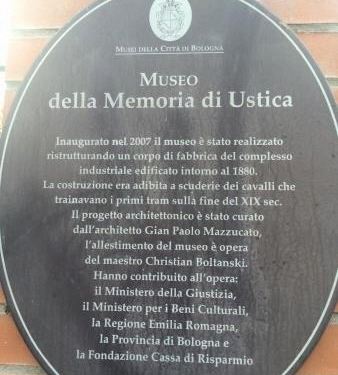 MUSEI DELLA CITTÀ DI BOLOGNA
MUSEO
della Memoria di Ustica
Inaugurato nel 2007 il museo è stato realizzato
ristrutturando un corpo di fabbrica del complesso
industriale edificato intorno al 1880.
La costruzione era adibita a scuderie dei cavalli che
trainavano i primi tram sulla fine del XIX sec.
Il progetto architettonico è stato curato
dall'architetto Gian Paolo Mazzucato,
l'allestimento del museo è opera
del maestro Christian Boltanski.
Hanno contribuito all'opera:
il Ministero della Giustizia,
il Ministero per i Beni Culturali,
la Regione Emilia Romagna,
la Provincia di Bologna e
la Fondazione Cassa di Risparmio